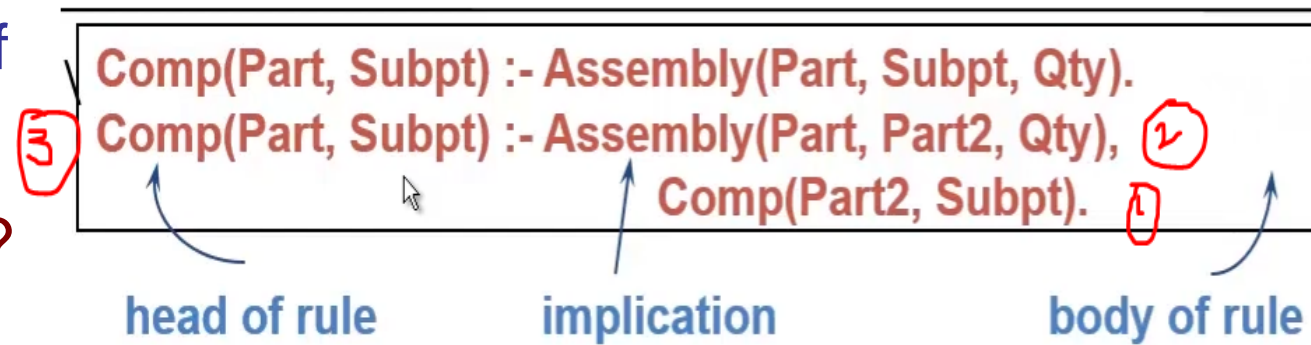 f
Comp(Part, Subpt) :- Assembly(Part, Subpt, Qty).
3 Comp(Part, Subpt) :- Assembly(Part, Part2, Qty), 2
Comp(Part2, Subpt). 1
?
head of rule implication body of rule